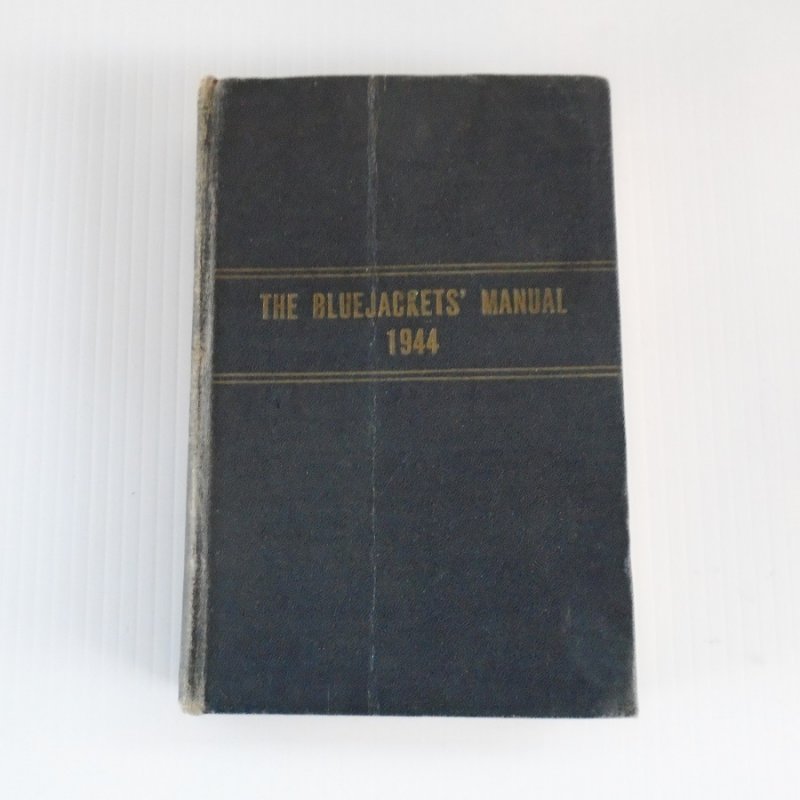 THE BLUEJACKETS' MANUAL
1944